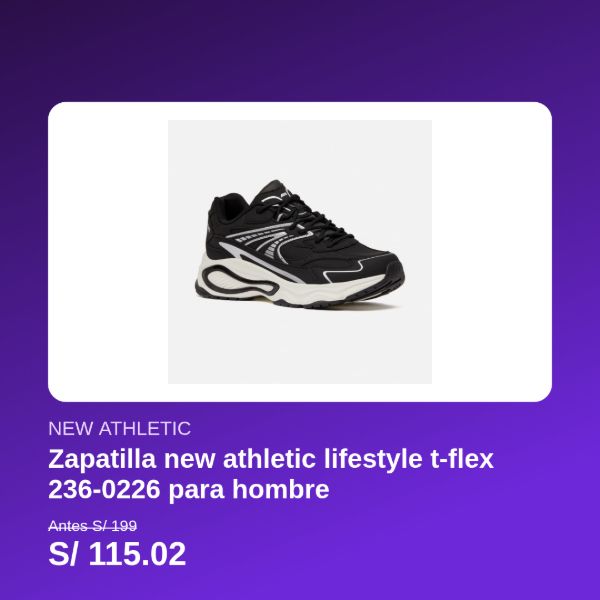 NEW ATHLETIC
Zapatilla new athletic lifestyle t-flex
236-0226 para hombre
Antes S/ 199
S/ 115.02